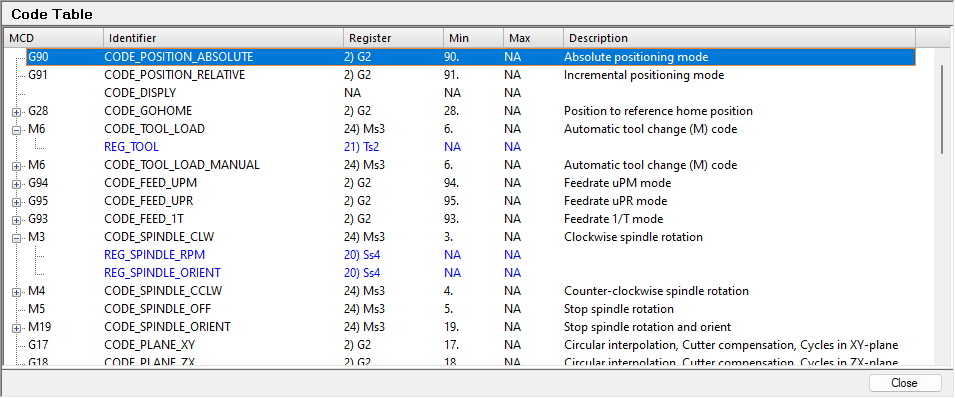 Code Table
MCD Identifier Register Min Max Description
G90 CODE_POSITION_ABSOLUTE 2) G2 90. NA Absolute positioning mode
G91 CODE_POSITION_RELATIVE 2) G2 91. NA Incremental positioning mode
CODE_DISPLY NA NA NA
G28 CODE_GOHOME 2) G2 28. NA Position to reference home position
M6 CODE_TOOL_LOAD 24) Ms3 6. NA Automatic tool change (M) code
REG_TOOL 21) Ts2 NA NA
M6 CODE_TOOL_LOAD_MANUAL 24) Ms3 6. NA Automatic tool change (M) code
G94 CODE_FEED_UPM 2) G2 94. NA Feedrate uPM mode
G95 CODE_FEED_UPR 2) G2 95. NA Feedrate uPR mode
G93 CODE_FEED_1T 2) G2 93. NA Feedrate 1/T mode
M3 CODE_SPINDLE_CLW 24) Ms3 3. NA Clockwise spindle rotation
REG_SPINDLE_RPM 20) Ss4 NA NA
REG_SPINDLE_ORIENT 20) Ss4 NA NA
M4 CODE_SPINDLE_CCLW 24) Ms3 4. NA Counter-clockwise spindle rotation
M5 CODE_SPINDLE_OFF 24) Ms3 5. NA Stop spindle rotation
M19 CODE_SPINDLE_ORIENT 24) Ms3 19. NA Stop spindle rotation and orient
G17 CODE_PLANE_XY 2) G2 17. NA Circular interpolation, Cutter compensation, Cycles in XY-plane
G18 CODE_PLANE_ZX 2) G2 18. NA Circular interpolation, Cutter compensation, Cycles in ZX-plane
Close